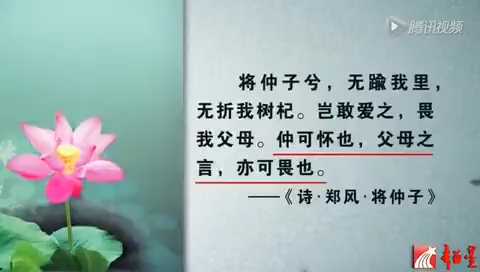 腾讯视频
将仲子兮，无踰我里，
无折我树杞。岂敢爱之，畏
我父母。仲可怀也，父母之
言，亦可畏也。
——《诗·郑风·将仲子》